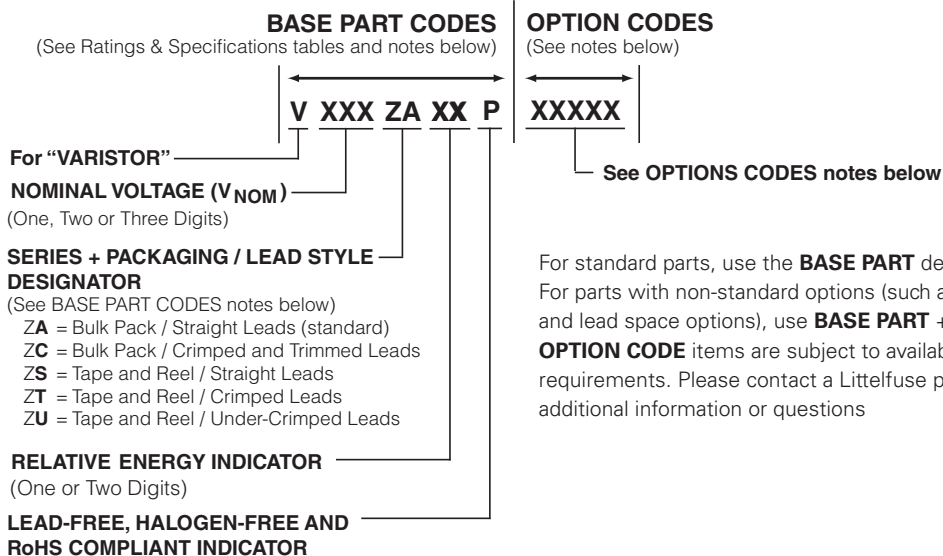 BASE PART CODES
(See Ratings & Specifications tables and notes below)
OPTION CODES
(See notes below)
V XXX ZA XX P XXXXX
For “VARISTOR”
See OPTIONS CODES notes below
NOMINAL VOLTAGE (VNOM)
(One, Two or Three Digits)
SERIES + PACKAGING / LEAD STYLE
DESIGNATOR
(See BASE PART CODES notes below)
ZA = Bulk Pack / Straight Leads (standard)
ZC = Bulk Pack / Crimped and Trimmed Leads
ZS = Tape and Reel / Straight Leads
ZT = Tape and Reel / Crimped Leads
ZU = Tape and Reel / Under-Crimped Leads
RELATIVE ENERGY INDICATOR
(One or Two Digits)
LEAD-FREE, HALOGEN-FREE AND
RoHS COMPLIANT INDICATOR
For standard parts, use the BASE PART de
For parts with non-standard options (such a
and lead space options), use BASE PART +
OPTION CODE items are subject to availab
requirements. Please contact a Littelfuse p
additional information or questions